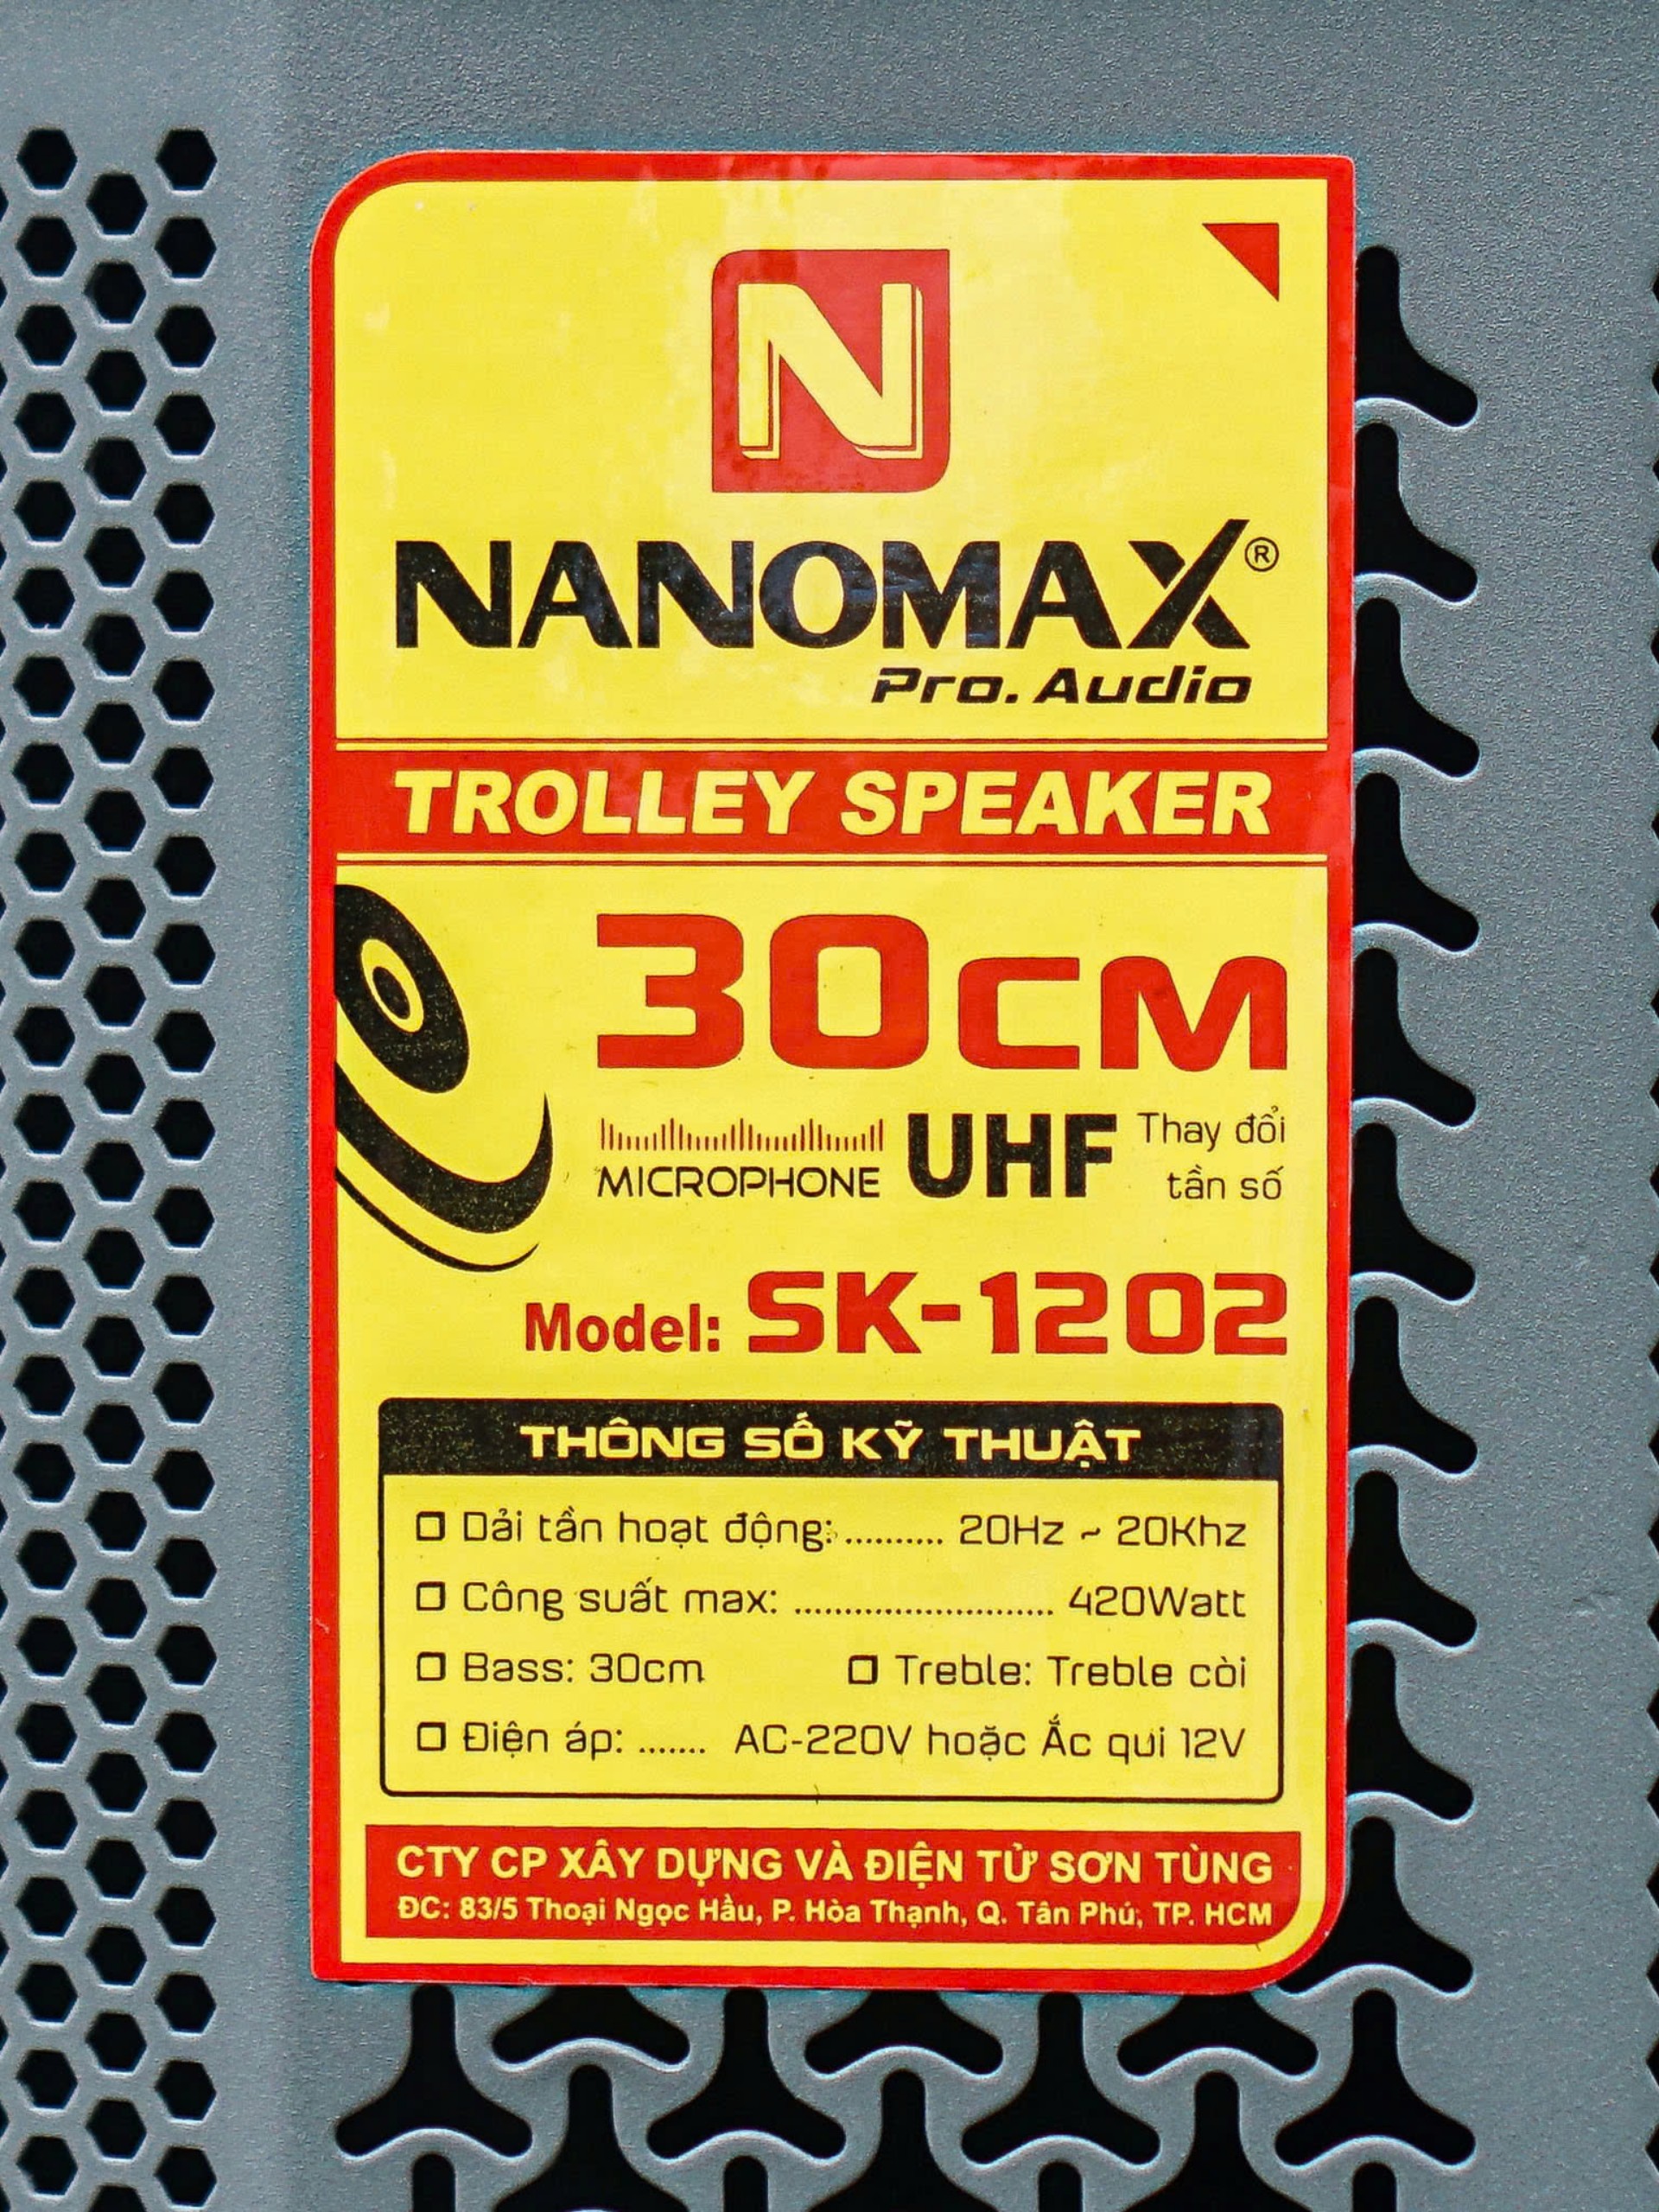 N
NANOMAX®
Pro. Audio
TROLLEY SPEAKER
30CM
MICROPHONE UHF Thay đổi tần số
Model: SK-1202
THÔNG SỐ KỸ THUẬT
Dải tần hoạt động:.......... 20Hz ~ 20Khz
Công suất max: .......................... 420Watt
Bass: 30cm Treble: Treble còi
Điện áp: ....... AC-220V hoặc Ắc qui 12V
CTY CP XÂY DỰNG VÀ ĐIỆN TỬ SƠN TÙNG
ĐC: 83/5 Thoại Ngọc Hầu, P. Hòa Thạnh, Q. Tân Phú, TP. HCM